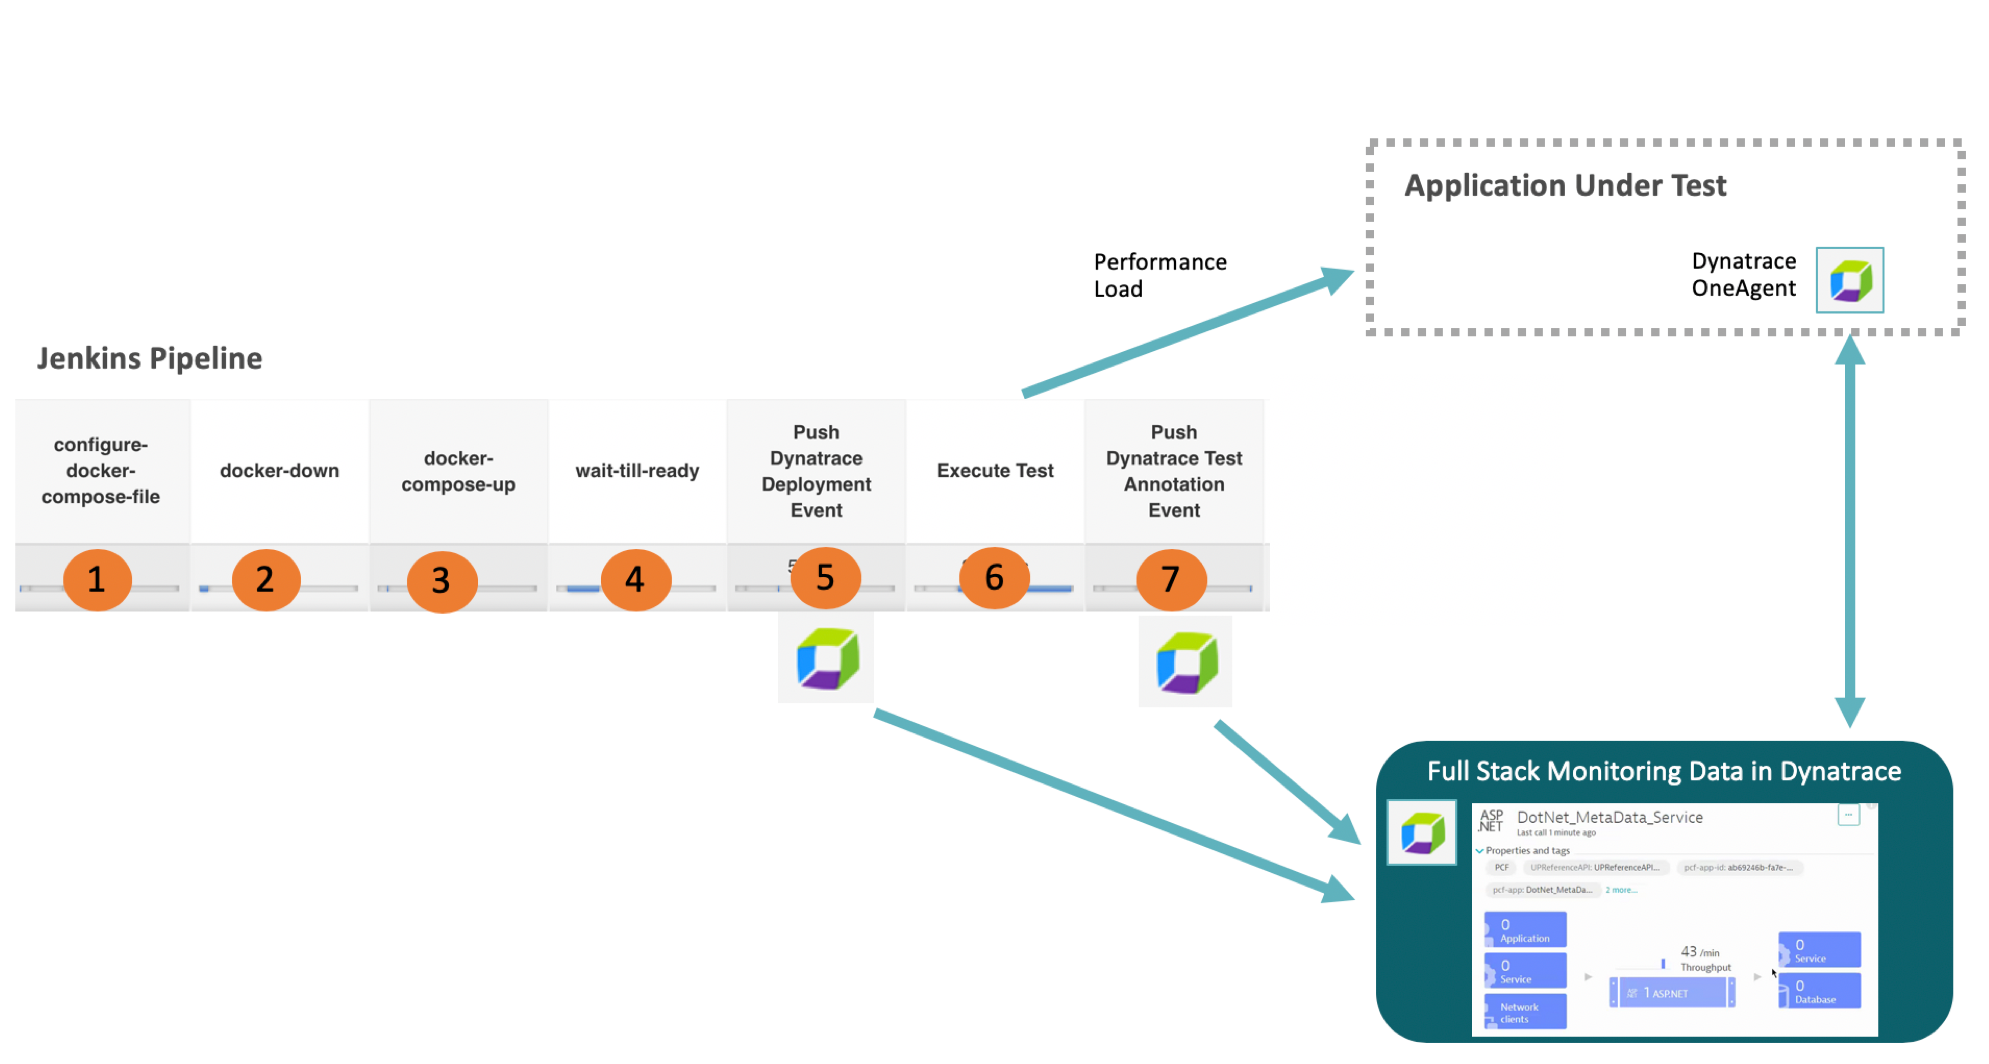 Application Under Test
Performance
Load
Dynatrace
OneAgent
Jenkins Pipeline
configure-
docker-
compose-file
docker-down
docker-
compose-up
wait-till-ready
Push
Dynatrace
Deployment
Event
Execute Test
Push
Dynatrace Test
Annotation
Event
1
2
3
4
5
6
7
Full Stack Monitoring Data in Dynatrace
ASP
.NET
DotNet_MetaData_Service
Last call 1 minute ago
...
Properties and tags
PCF
UPReferenceAPI: UPReferenceAPI...
pcf-app-id: ab69246b-fa7e-...
pcf-app: DotNet_MetaDa...
2 more...
0
Application
0
Service
Network
clients
43 /min
Throughput
1 ASP.NET
0
Service
0
Database